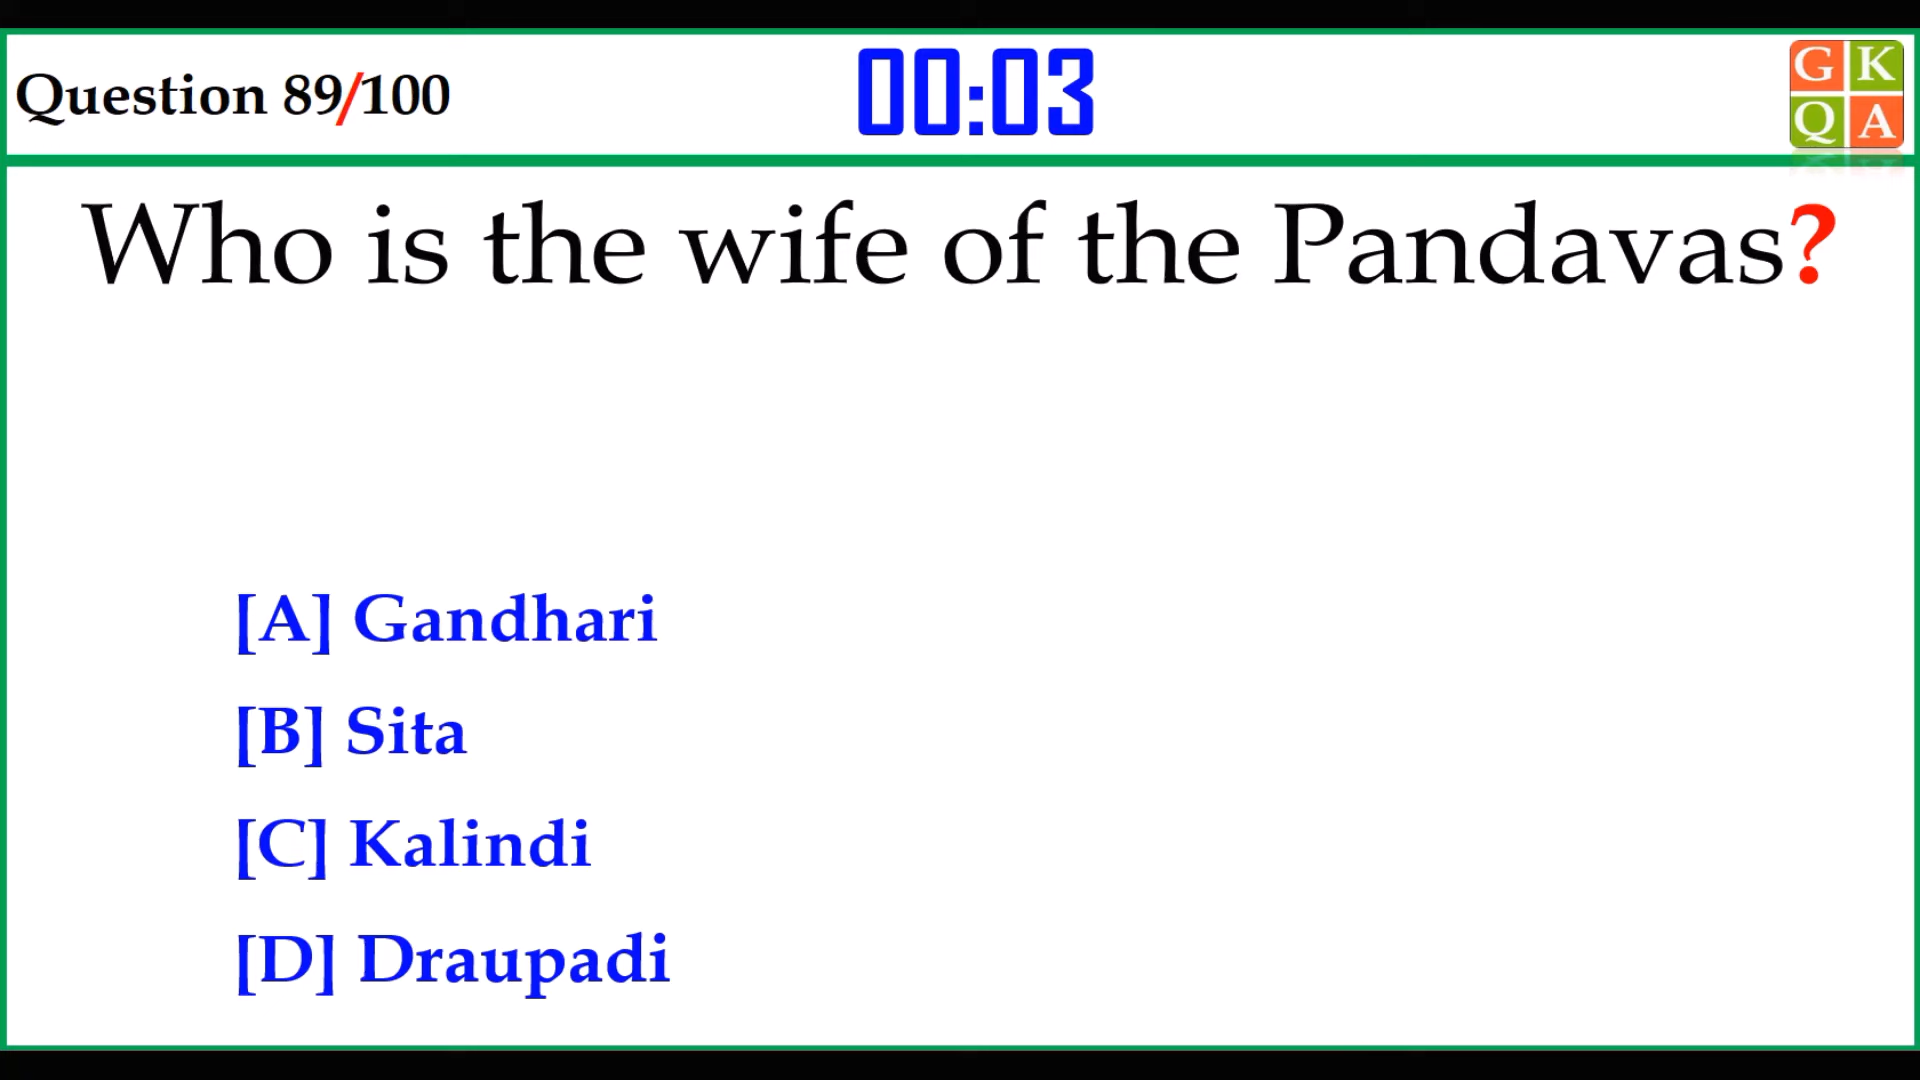 Question 89/100
00:03
G K
Q A
Who is the wife of the Pandavas?
[A] Gandhari
[B] Sita
[C] Kalindi
[D] Draupadi